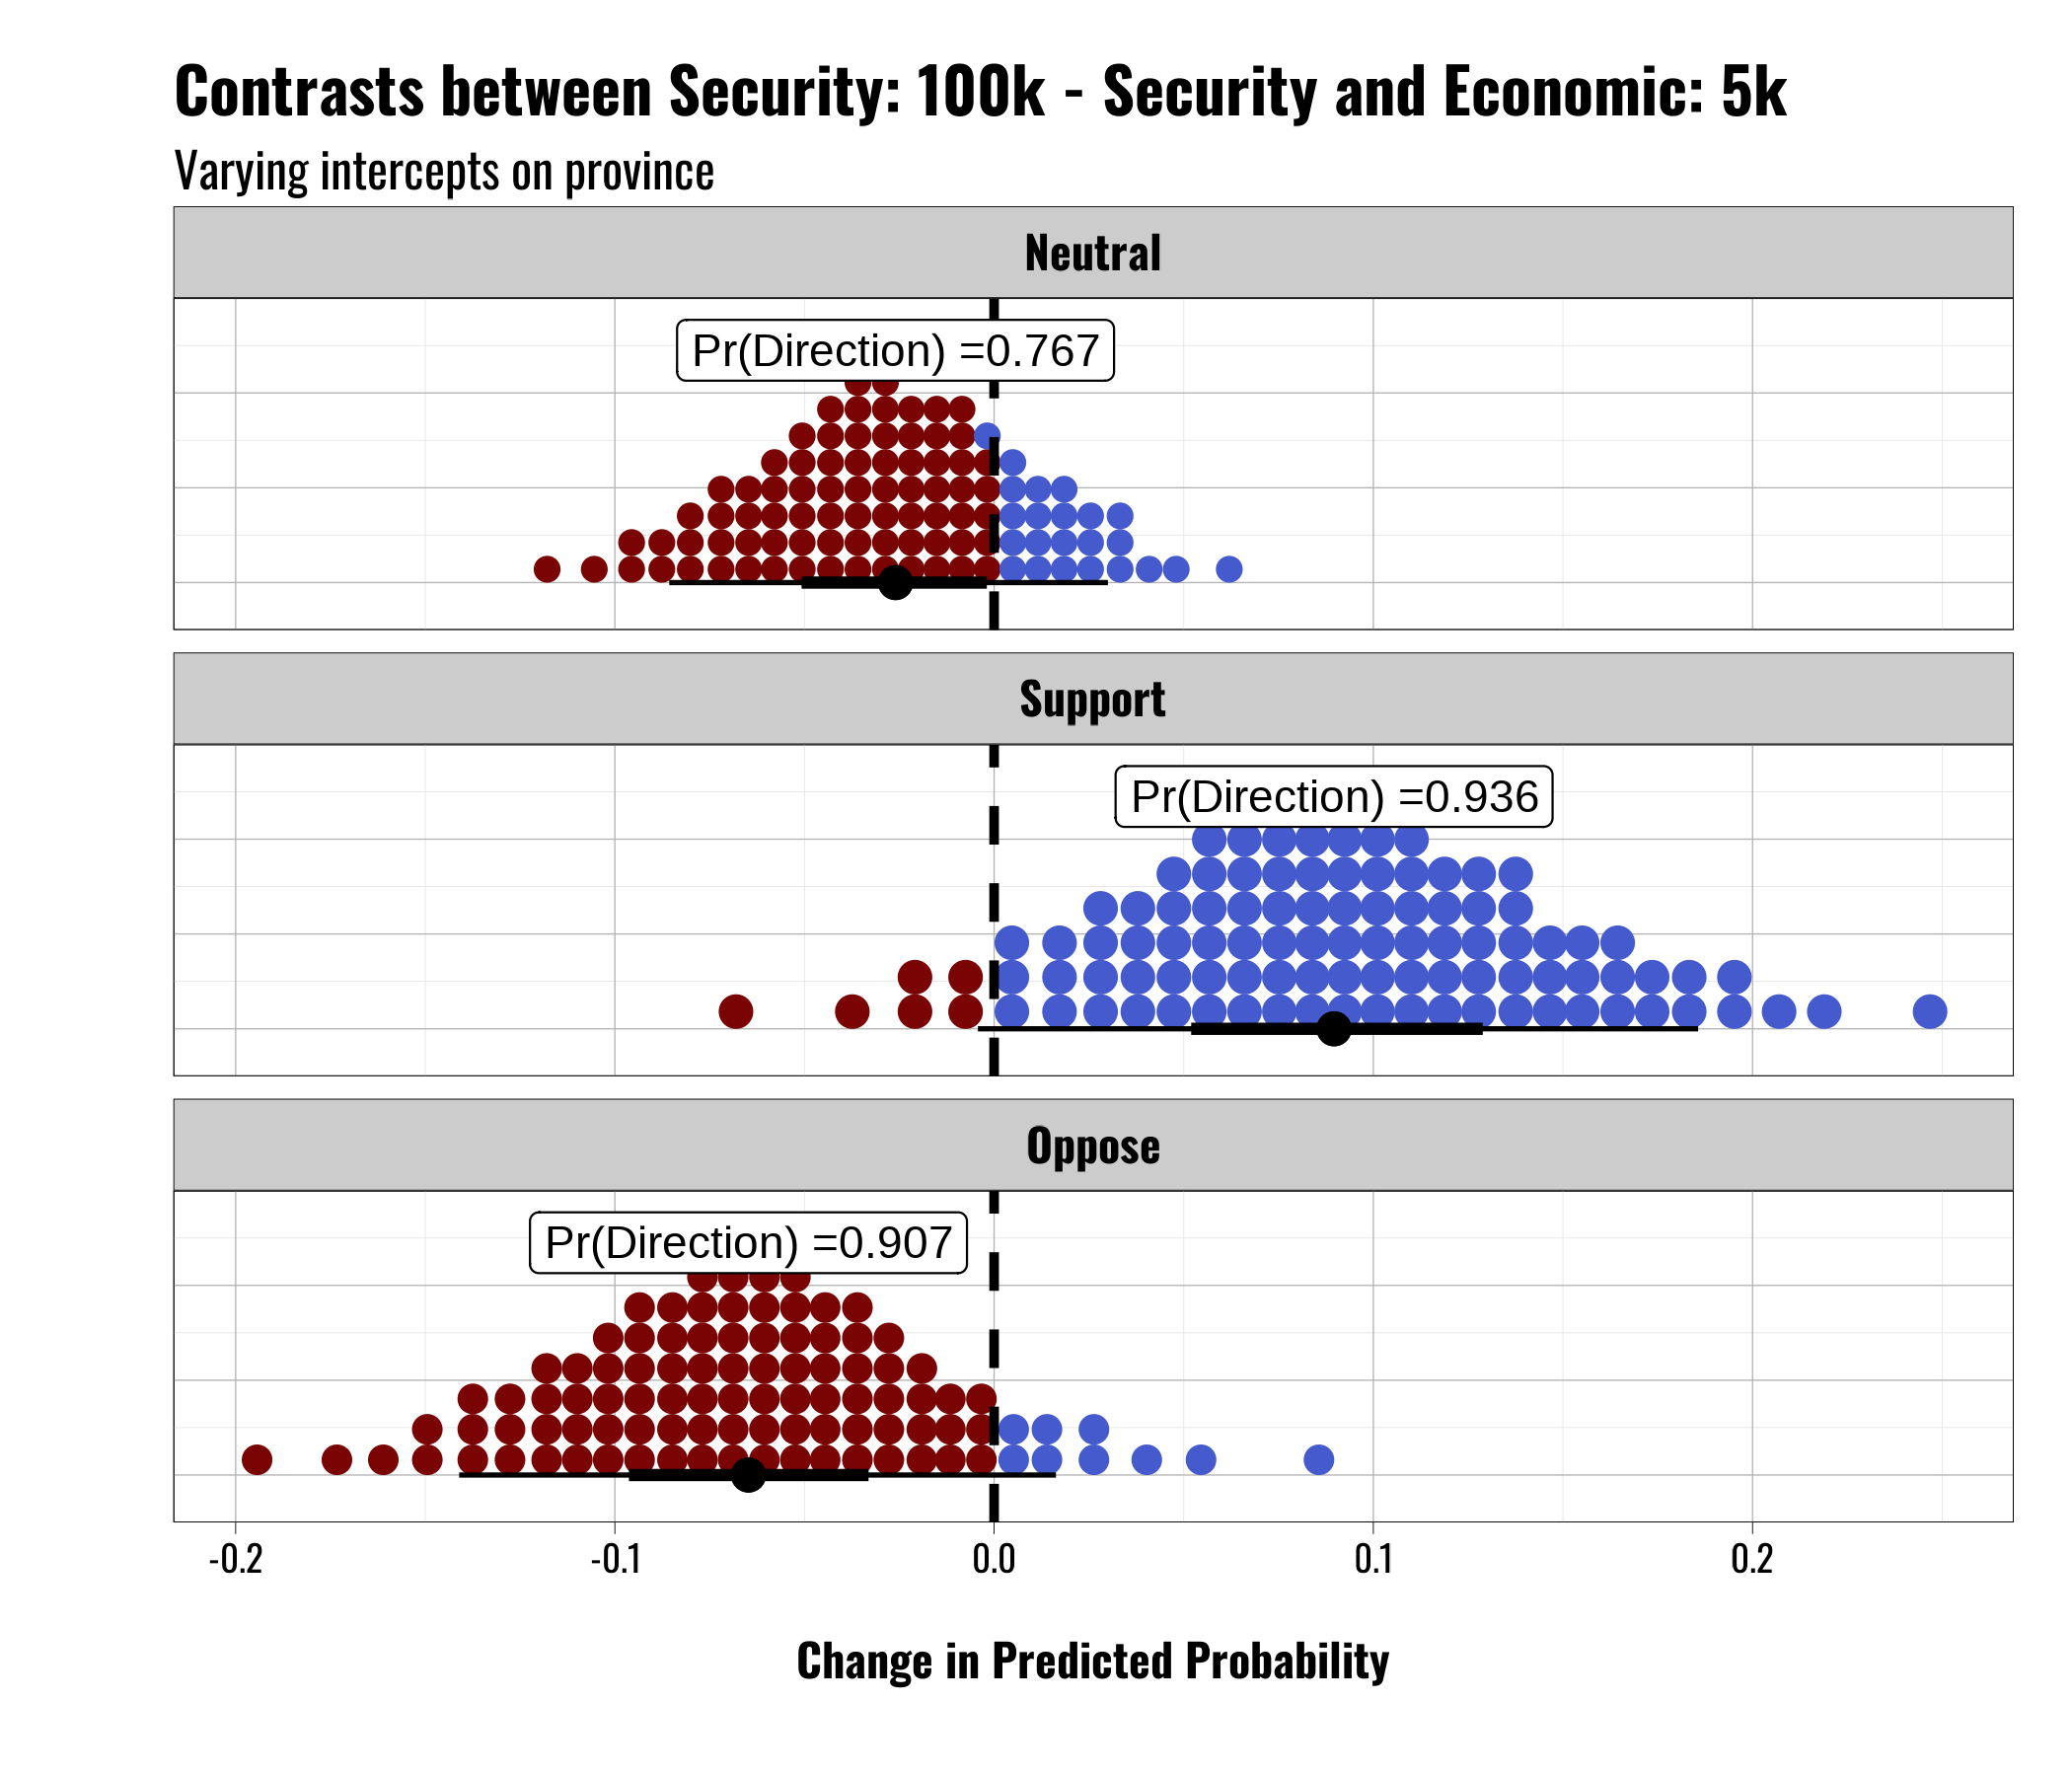 Contrasts between Security: 100k - Security and Economic: 5k
Varying intercepts on province
Neutral
Pr(Direction) =0.767
Support
Pr(Direction) =0.936
Oppose
Pr(Direction) =0.907
-0.2 -0.1 0.0 0.1 0.2
Change in Predicted Probability